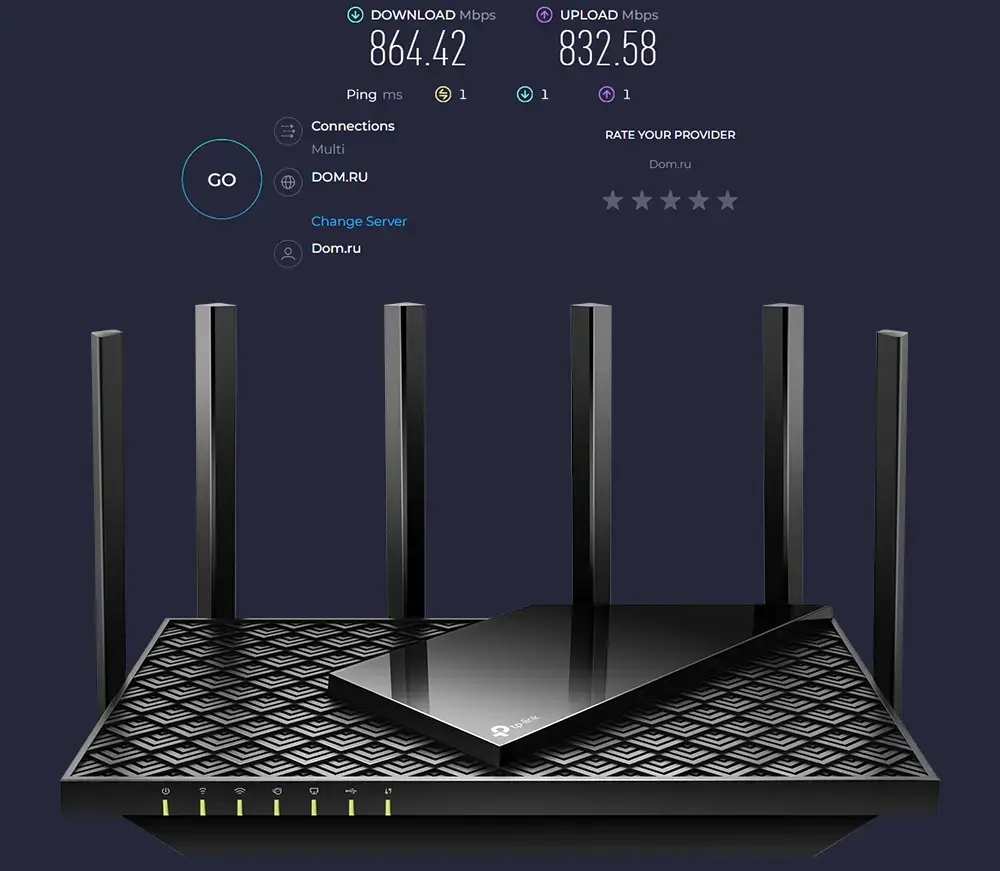 DOWNLOAD Mbps
864.42
UPLOAD Mbps
832.58
Ping ms 1 1 1
Connections
Multi
DOM.RU
Change Server
Dom.ru
GO
RATE YOUR PROVIDER
Dom.ru
tp-link